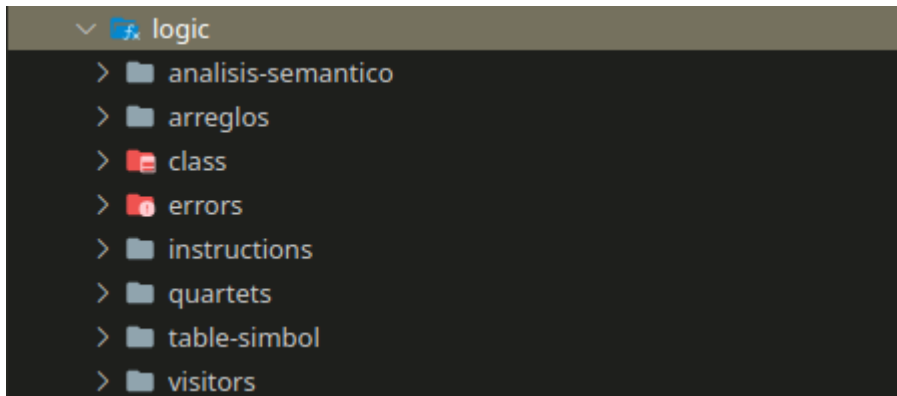 logic
analisis-semantico
arreglos
class
errors
instructions
quartets
table-simbol
visitors